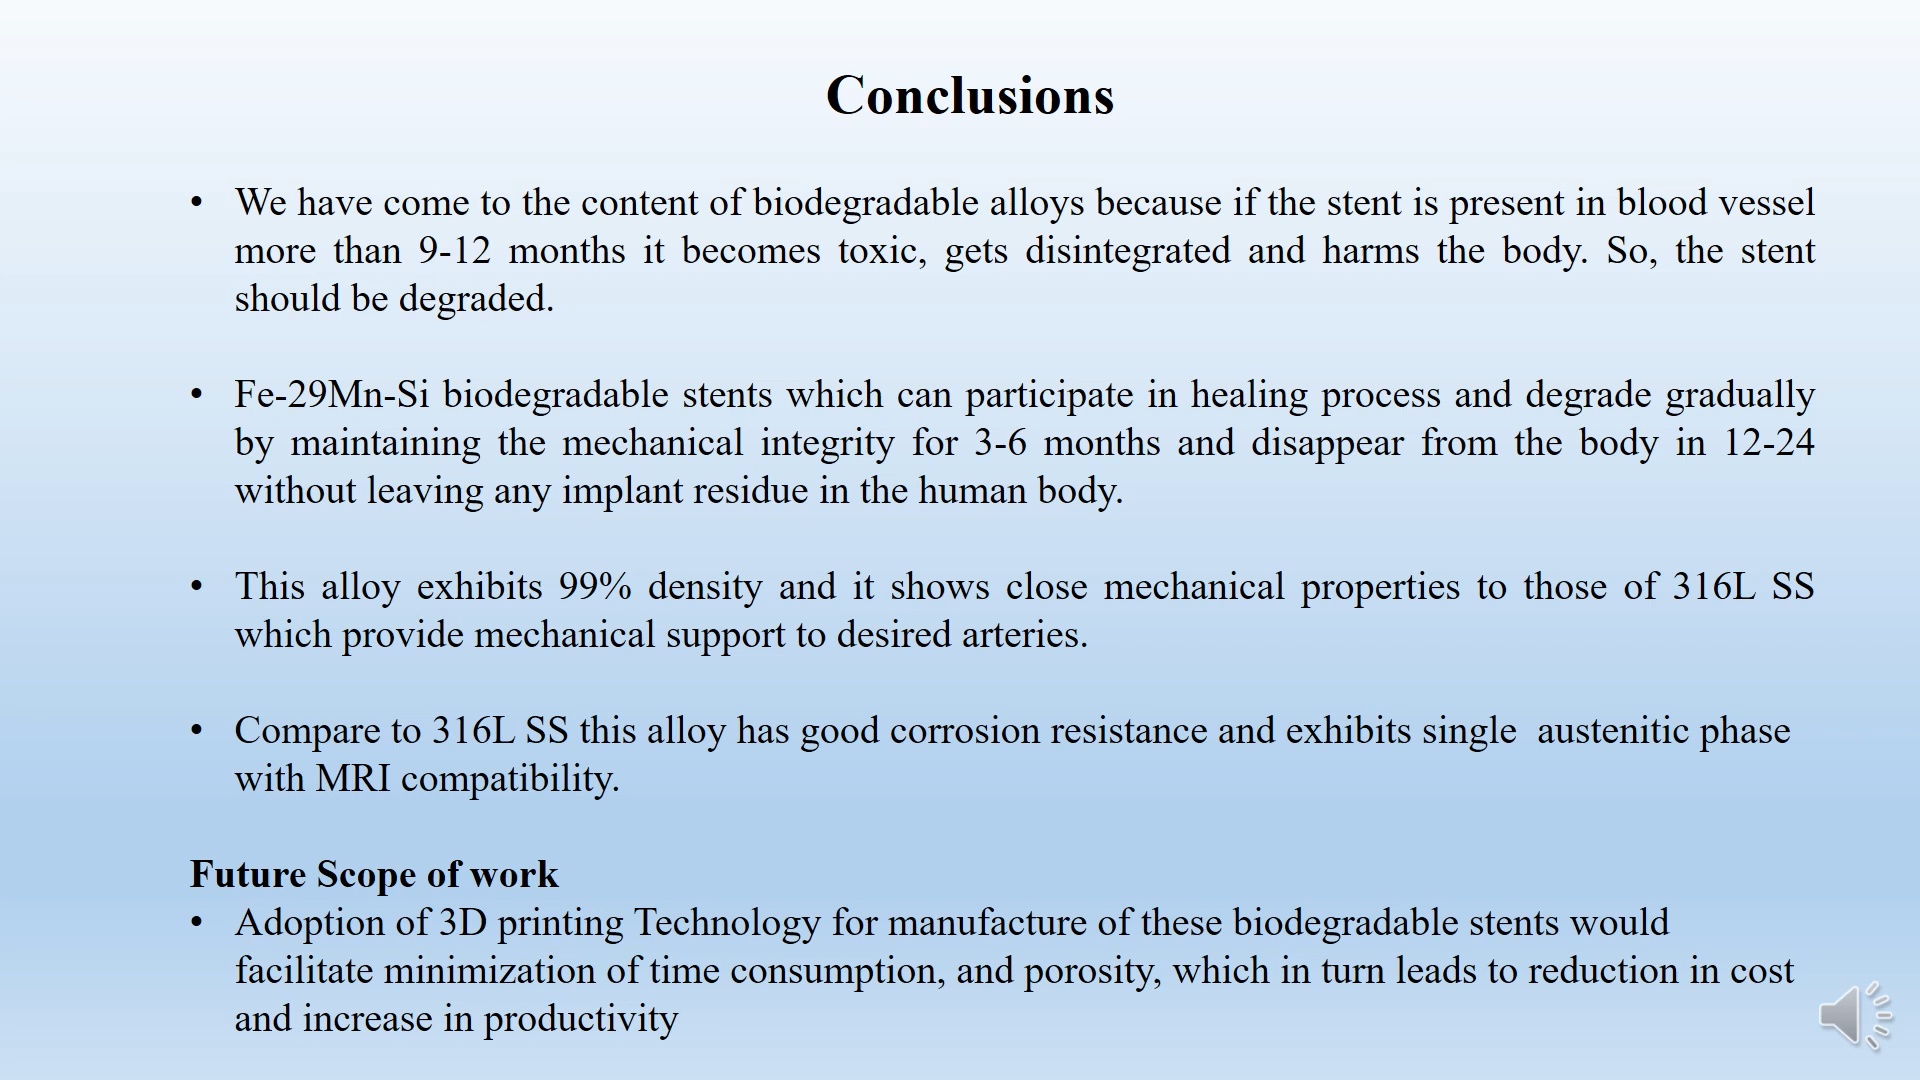 Conclusions
• We have come to the content of biodegradable alloys because if the stent is present in blood vessel
more than 9-12 months it becomes toxic, gets disintegrated and harms the body. So, the stent
should be degraded.
• Fe-29Mn-Si biodegradable stents which can participate in healing process and degrade gradually
by maintaining the mechanical integrity for 3-6 months and disappear from the body in 12-24
without leaving any implant residue in the human body.
• This alloy exhibits 99% density and it shows close mechanical properties to those of 316L SS
which provide mechanical support to desired arteries.
• Compare to 316L SS this alloy has good corrosion resistance and exhibits single  austenitic phase
with MRI compatibility.
Future Scope of work
• Adoption of 3D printing Technology for manufacture of these biodegradable stents would
facilitate minimization of time consumption, and porosity, which in turn leads to reduction in cost
and increase in productivity